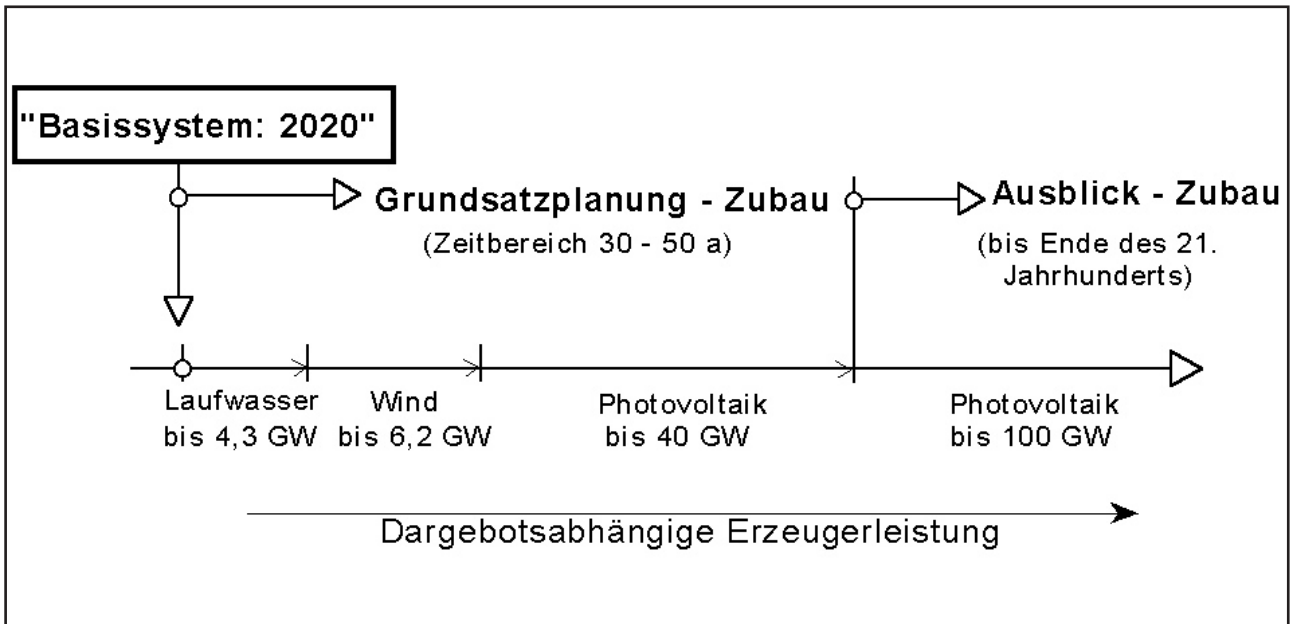 "Basissystem: 2020"
Grundsatzplanung - Zubau
(Zeitbereich 30 - 50 a)
Ausblick - Zubau
(bis Ende des 21.
Jahrhunderts)
Laufwasser
bis 4,3 GW
Wind
bis 6,2 GW
Photovoltaik
bis 40 GW
Photovoltaik
bis 100 GW
Dargebotsabhängige Erzeugerleistung